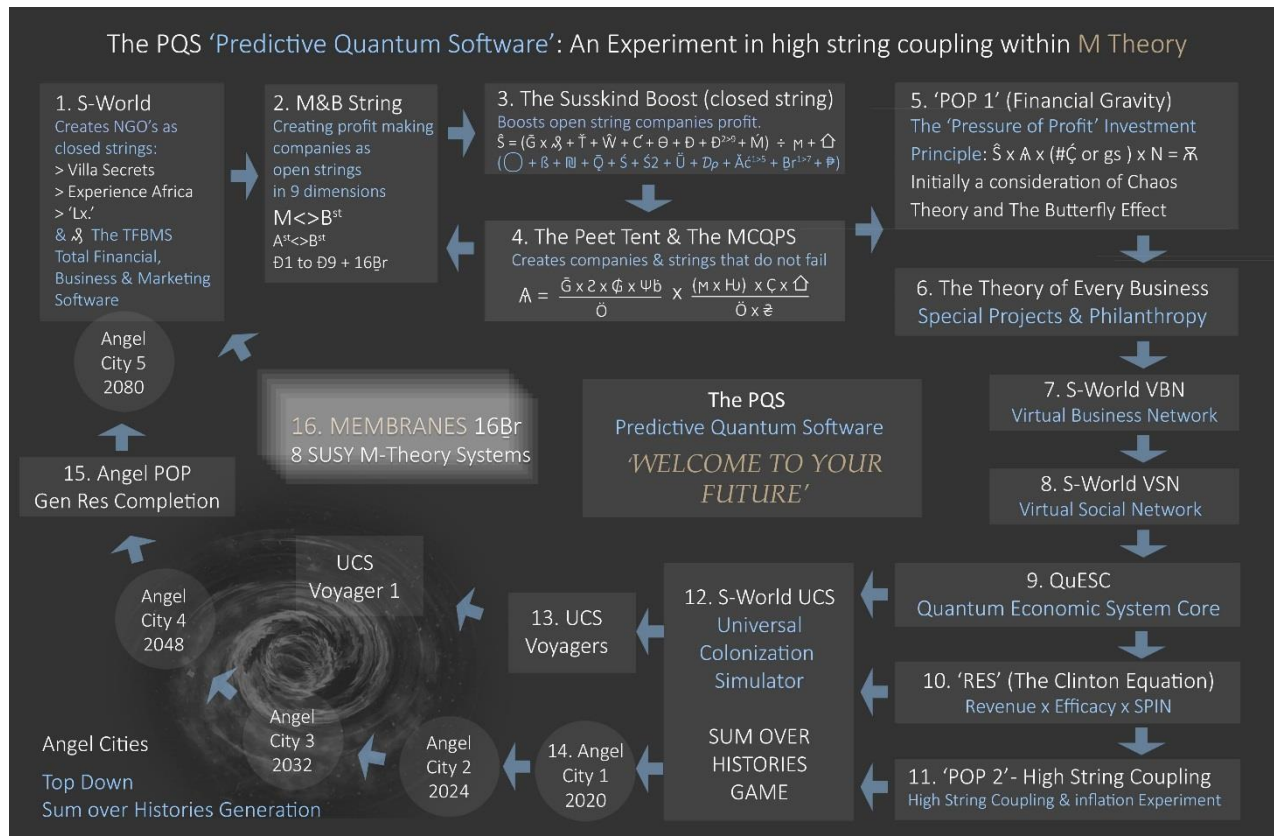 The PQS ‘Predictive Quantum Software’: An Experiment in high string coupling within M Theory
1. S-World
Creates NGO’s as
closed strings:
> Villa Secrets
> Experience Africa
> ‘Lx.’
& The TFBMS
Total Financial,
Business & Marketing
Software
2. M&B String
Creating profit making
companies as
open strings
in 9 dimensions
M<>Bˢᵗ
Aˢᵗ<>Bˢᵗ
Ð1 to Ð9 + 16Ḇr
3. The Susskind Boost (closed string)
Boosts open string companies profit.
4. The Peet Tent & The MCQPS
Creates companies & strings that do not fail
5. ‘POP 1’ (Financial Gravity)
The ‘Pressure of Profit’ Investment
Principle:
Initially a consideration of Chaos
Theory and The Butterfly Effect
6. The Theory of Every Business
Special Projects & Philanthropy
7. S-World VBN
Virtual Business Network
8. S-World VSN
Virtual Social Network
9. QuESC
Quantum Economic System Core
10. ‘RES’ (The Clinton Equation)
Revenue x Efficacy x SPIN
11. ‘POP 2’- High String Coupling
High String Coupling & inflation Experiment
12. S-World UCS
Universal
Colonization
Simulator
SUM OVER
HISTORIES
GAME
13. UCS
Voyagers
UCS
Voyager 1
14. Angel
City 1
2020
Angel
City 2
2024
Angel
City 3
2032
Angel
City 4
2048
15. Angel POP
Gen Res Completion
Angel
City 5
2080
16. MEMBRANES 16Ḇr
8 SUSY M-Theory Systems
The PQS
Predictive Quantum Software
‘WELCOME TO YOUR
FUTURE’
Angel Cities
Top Down
Sum over Histories Generation